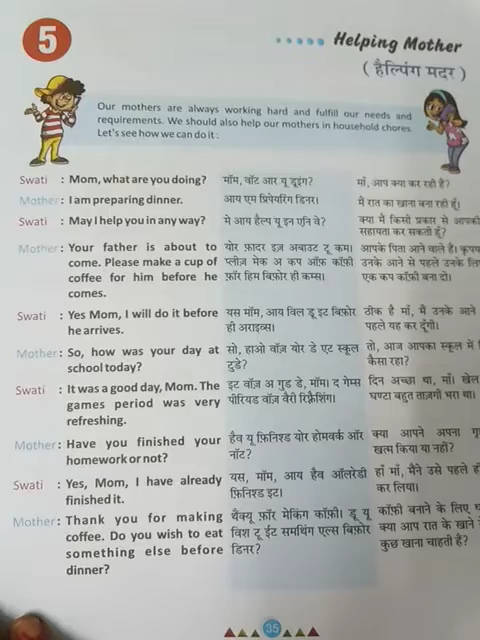 5
Helping Mother
( हैल्पिंग मदर )
Our mothers are always working hard and fulfill our needs and
requirements. We should also help our mothers in household chores.
Let's see how we can do it :
Swati : Mom, what are you doing?
मॉम, वॉट आर यू डूइंग?
माँ, आप क्या कर रही हैं?
Mother : I am preparing dinner.
आय एम प्रिपेयरिंग डिनर।
मैं रात का खाना बना रही हूँ।
Swati : May I help you in any way?
मे आय हैल्प यू इन एनि वे?
क्या मैं किसी प्रकार से आपकी
सहायता कर सकती हूँ?
Mother : Your father is about to
come. Please make a cup of
coffee for him before he
comes.
योर फ़ादर इज़ अबाउट टू कम।
प्लीज़ मेक अ कप ऑफ़ कॉफ़ी
फ़ॉर हिम बिफ़ोर ही कम्स।
आपके पिता आने वाले हैं।
उनके आने से पहले उनके
एक कप कॉफ़ी बना दो।
Swati : Yes Mom, I will do it before
he arrives.
यस मॉम, आय विल डू इट बिफ़ोर
ही अराइव्स।
ठीक है माँ, मैं उनके आने
पहले यह कर दूँगी।
Mother : So, how was your day at
school today?
सो, हाओ वॉज़ योर डे एट स्कूल
टुडे?
तो, आज आपका स्कूल में
कैसा रहा?
Swati : It was a good day, Mom. The
games period was very
refreshing.
इट वॉज़ अ गुड डे, मॉम। द गेम्स
पीरियड वॉज़ वैरी रिफ़्रैशिंग।
दिन अच्छा था, माँ। खेल
घण्टा बहुत ताज़गी भरा था।
Mother : Have you finished your
homework or not?
हैव यू फ़िनिश्ड योर होमवर्क ऑर
नॉट?
क्या आपने अपना
खत्म किया या नहीं?
Swati : Yes, Mom, I have already
finished it.
यस, मॉम, आय हैव ऑलरेडी
फ़िनिश्ड इट।
हाँ माँ, मैंने उसे पहले ही
कर लिया।
Mother : Thank you for making
coffee. Do you wish to eat
something else before
dinner?
थैंक्यू फ़ॉर मेकिंग कॉफ़ी। डू यू
विश टू ईट समथिंग एल्स बिफ़ोर
डिनर?
कॉफ़ी बनाने के लिए
क्या आप रात के खाने
कुछ खाना चाहती हैं?
35